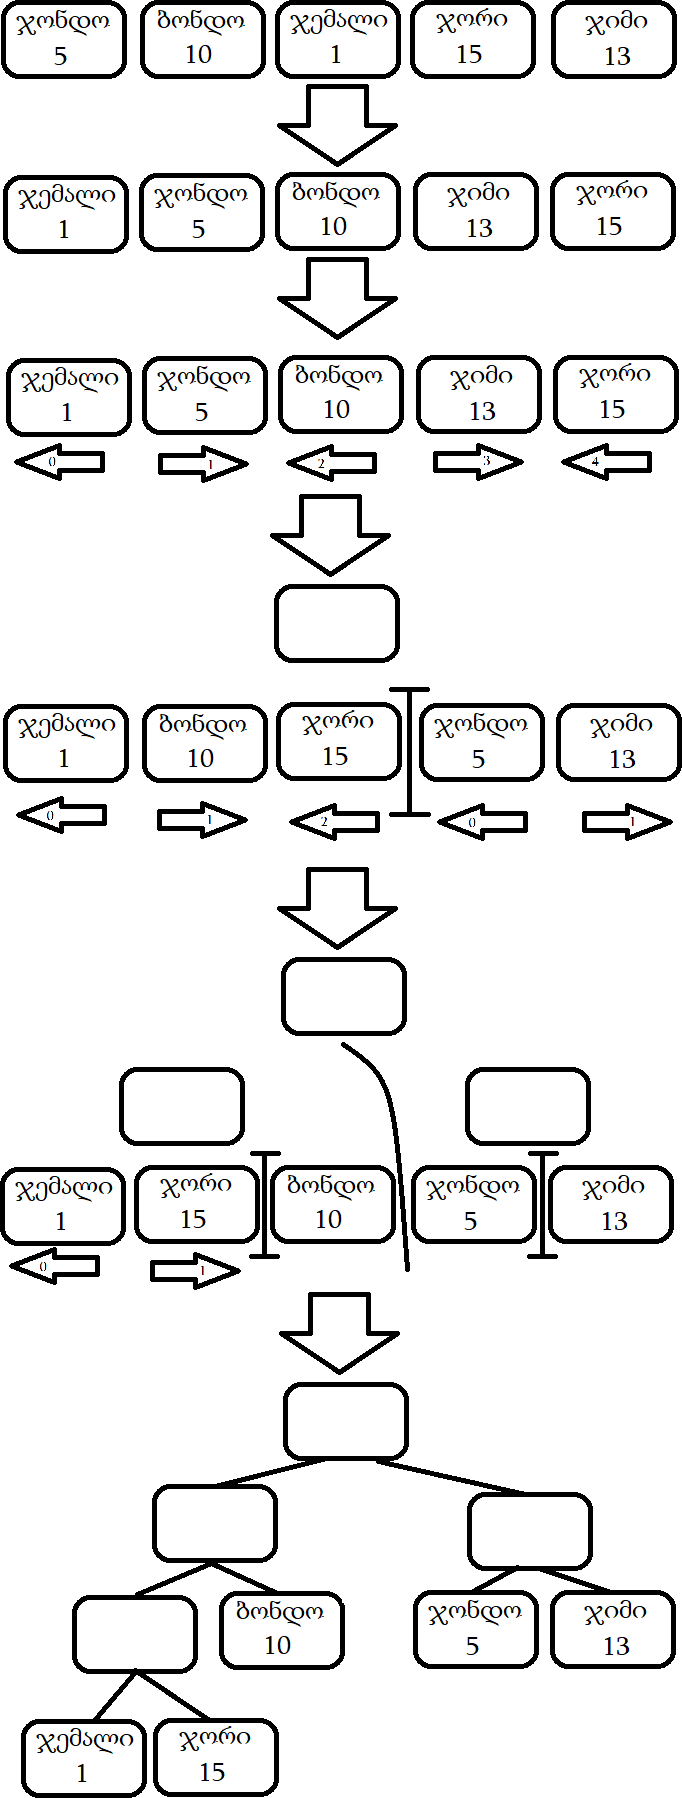 ჯონდო ბონდო ჯემალი ჯორი ჯიმი
5 10 1 15 13
ჯემალი ჯონდო ბონდო ჯიმი ჯორი
1 5 10 13 15
ჯემალი ჯონდო ბონდო ჯიმი ჯორი
1 5 10 13 15
0 1 2 3 4
ჯემალი ბონდო ჯორი ჯონდო ჯიმი
1 10 15 5 13
0 1 2 0 1
ჯემალი ჯორი ბონდო ჯონდო ჯიმი
1 15 10 5 13
0 1
ბონდო ჯონდო ჯიმი
10 5 13
ჯემალი ჯორი
1 15